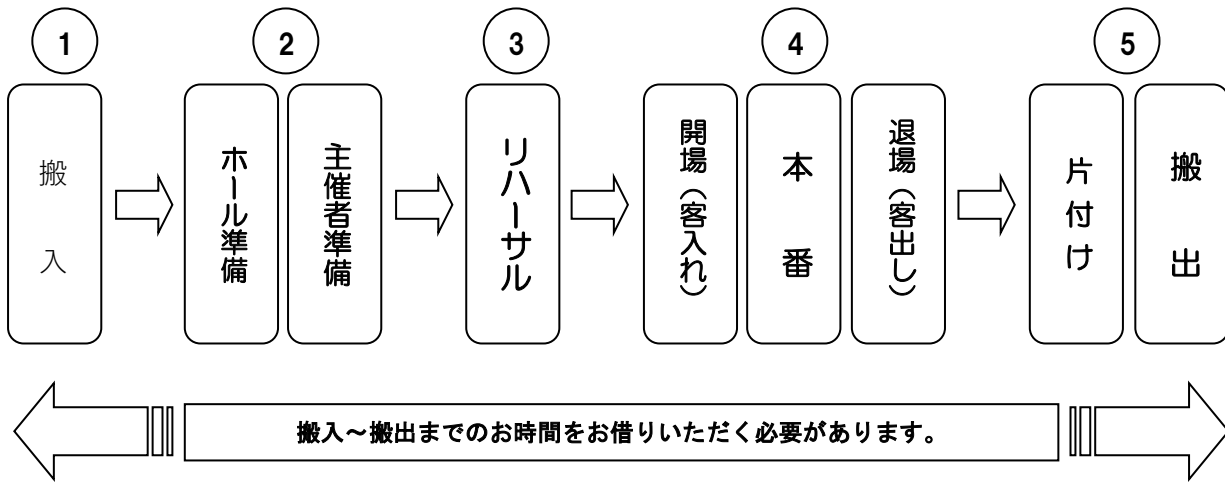 1
搬入
2
ホール準備
主催者準備
3
リハーサル
4
開場（客入れ）
本番
退場（客出し）
5
片付け
搬出
搬入～搬出までのお時間をお借りいただく必要があります。